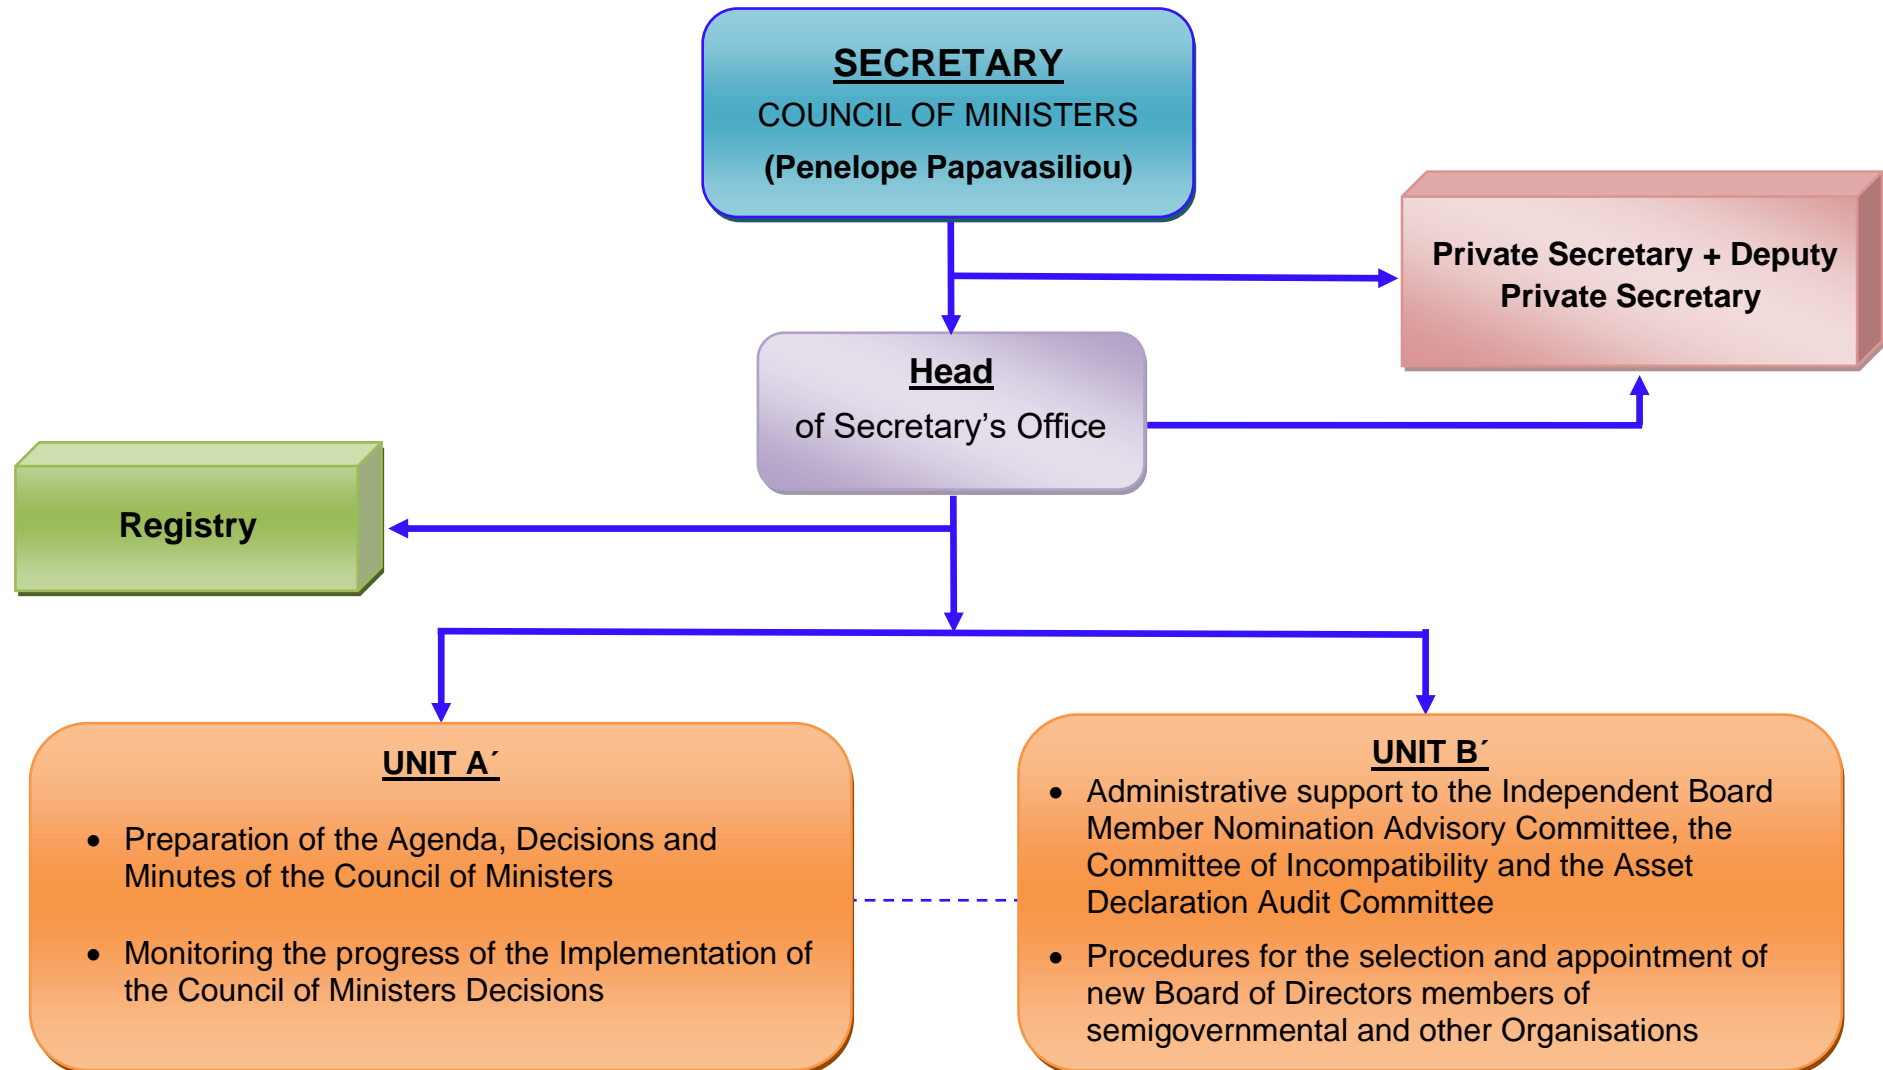 SECRETARY
COUNCIL OF MINISTERS
(Penelope Papavasiliou)
Private Secretary + Deputy
Private Secretary
Head
of Secretary’s Office
Registry
UNIT A´
• Preparation of the Agenda, Decisions and
Minutes of the Council of Ministers
• Monitoring the progress of the Implementation of
the Council of Ministers Decisions
UNIT B´
• Administrative support to the Independent Board
Member Nomination Advisory Committee, the
Committee of Incompatibility and the Asset
Declaration Audit Committee
• Procedures for the selection and appointment of
new Board of Directors members of
semigovernmental and other Organisations